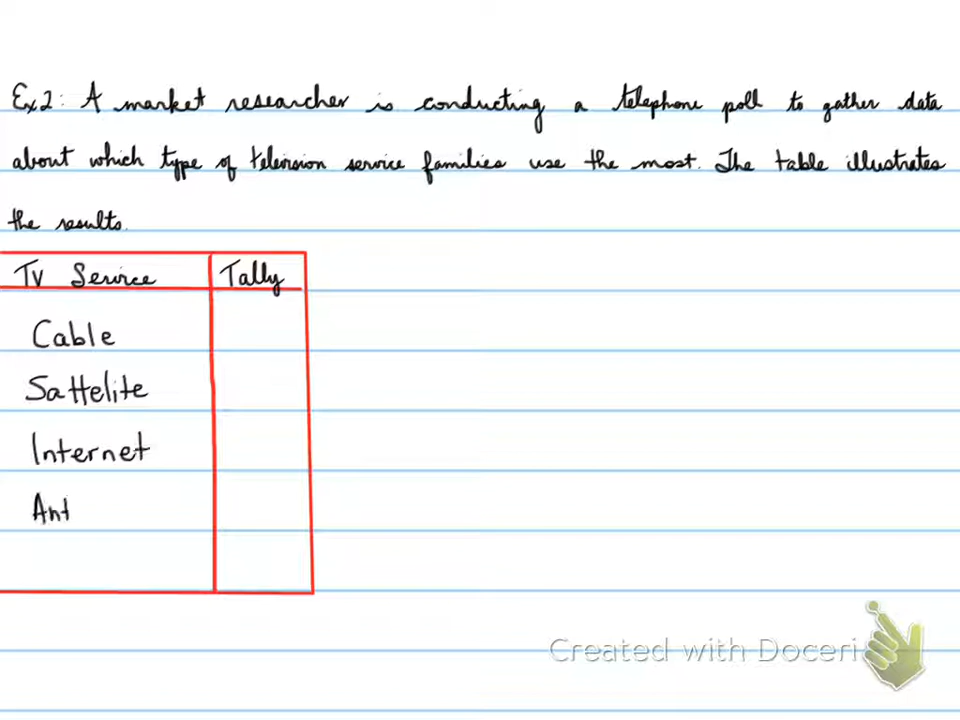 Ex2: A market researcher is conducting a telephone poll to gather data
about which type of television service families use the most. The table illustrates
the results.
TV Service Tally
Cable
Sattelite
Internet
Ant
Created with Doceri